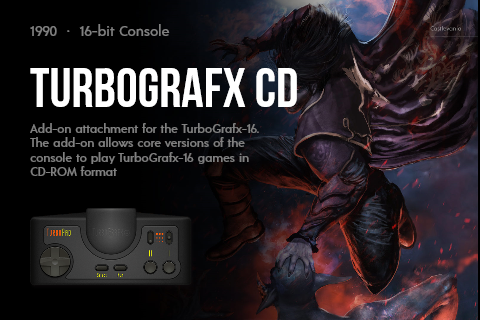 1990 · 16-bit Console
Castlevania
TURBOGRAFX CD
Add-on attachment for the TurboGrafx-16.
The add-on allows core versions of the
console to play TurboGrafx-16 games in
CD-ROM format